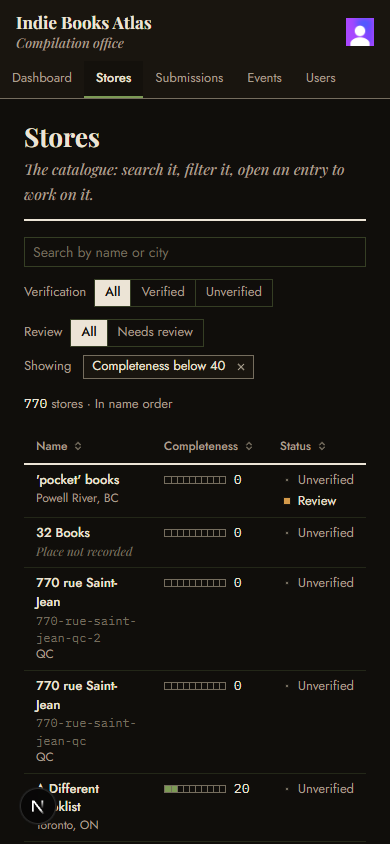 Indie Books Atlas
Compilation office
Dashboard Stores Submissions Events Users
Stores
The catalogue: search it, filter it, open an entry to
work on it.
Search by name or city
Verification All Verified Unverified
Review All Needs review
Showing Completeness below 40 ×
770 stores · In name order
Name Completeness Status
'pocket' books 0 Unverified
Powell River, BC Review
32 Books 0 Unverified
Place not recorded
770 rue Saint-
Jean 0 Unverified
770-rue-saint-
jean-qc-2
QC
770 rue Saint-
Jean 0 Unverified
770-rue-saint-
jean-qc
QC
Different 20 Unverified
N
Toronto, ON